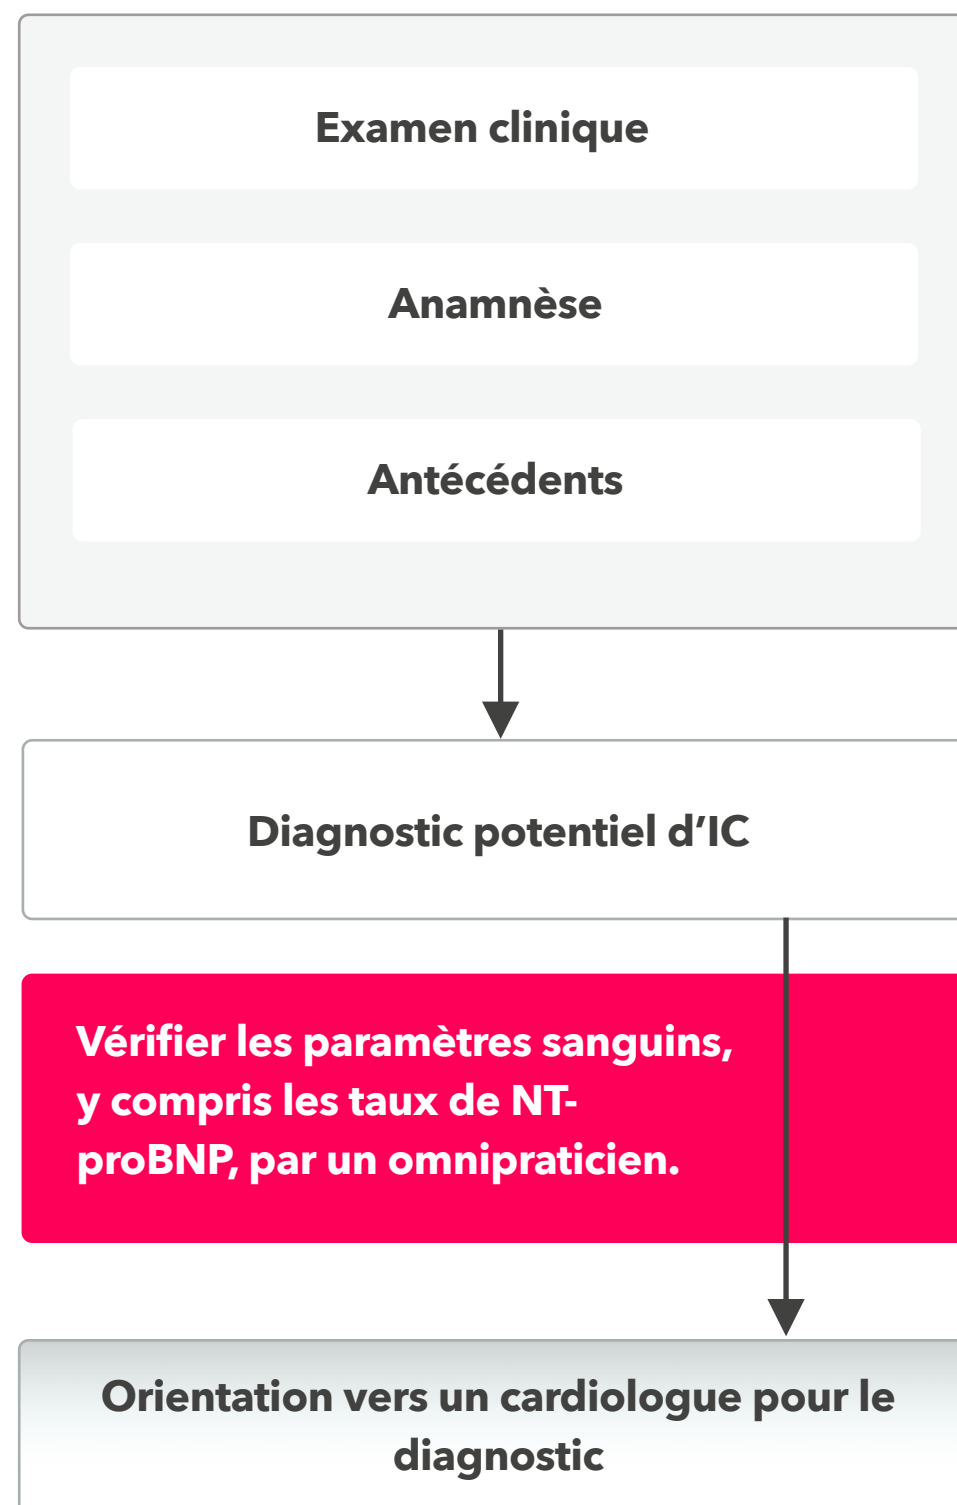 Examen clinique
Anamnèse
Antécédents
Diagnostic potentiel d’IC
Vérifier les paramètres sanguins,
y compris les taux de NT-
proBNP, par un omnipraticien.
Orientation vers un cardiologue pour le
diagnostic